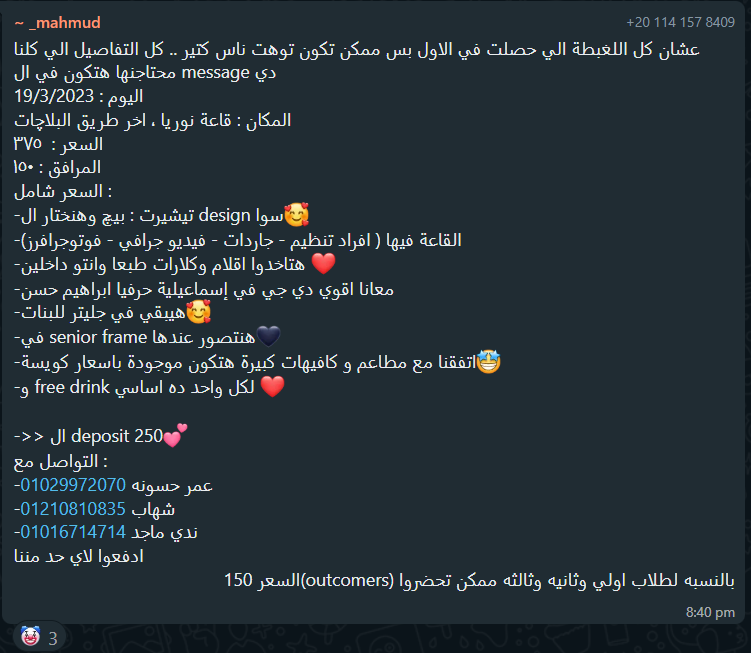 ~ _mahmud
+20 114 157 8409
عشان كل اللغبطة الي حصلت في الاول بس ممكن تكون توهت ناس كتير .. كل التفاصيل الي كلنا
محتاجنها هتكون في ال message دي
اليوم : 19/3/2023
المكان : قاعة نوريا ، اخر طريق البلاچات
السعر : ٣٧٥
المرافق : ١٥٠
السعر شامل :
-تيشيرت : بيچ وهنختار ال design سوا🥰
-القاعة فيها ( افراد تنظيم - جاردات - فيديو جرافي - فوتوجرافرز)
-هتاخدوا اقلام وكلارات طبعا وانتو داخلين ❤️
-معانا اقوي دي جي في إسماعيلية حرفيا ابراهيم حسن
-هيبقي في جليتر للبنات🥰
-في senior frame هنتصور عندها🖤
-اتفقنا مع مطاعم و كافيهات كبيرة هتكون موجودة باسعار كويسة🤩
-و free drink لكل واحد ده اساسي ❤️
->> ال deposit 250💕
التواصل مع :
-01029972070 عمر حسونه
-01210810835 شهاب
-01016714714 ندي ماجد
ادفعوا لاي حد مننا
بالنسبه لطلاب اولي وثانيه وثالثه ممكن تحضروا (outcomers)السعر 150
8:40 pm
🤡 3